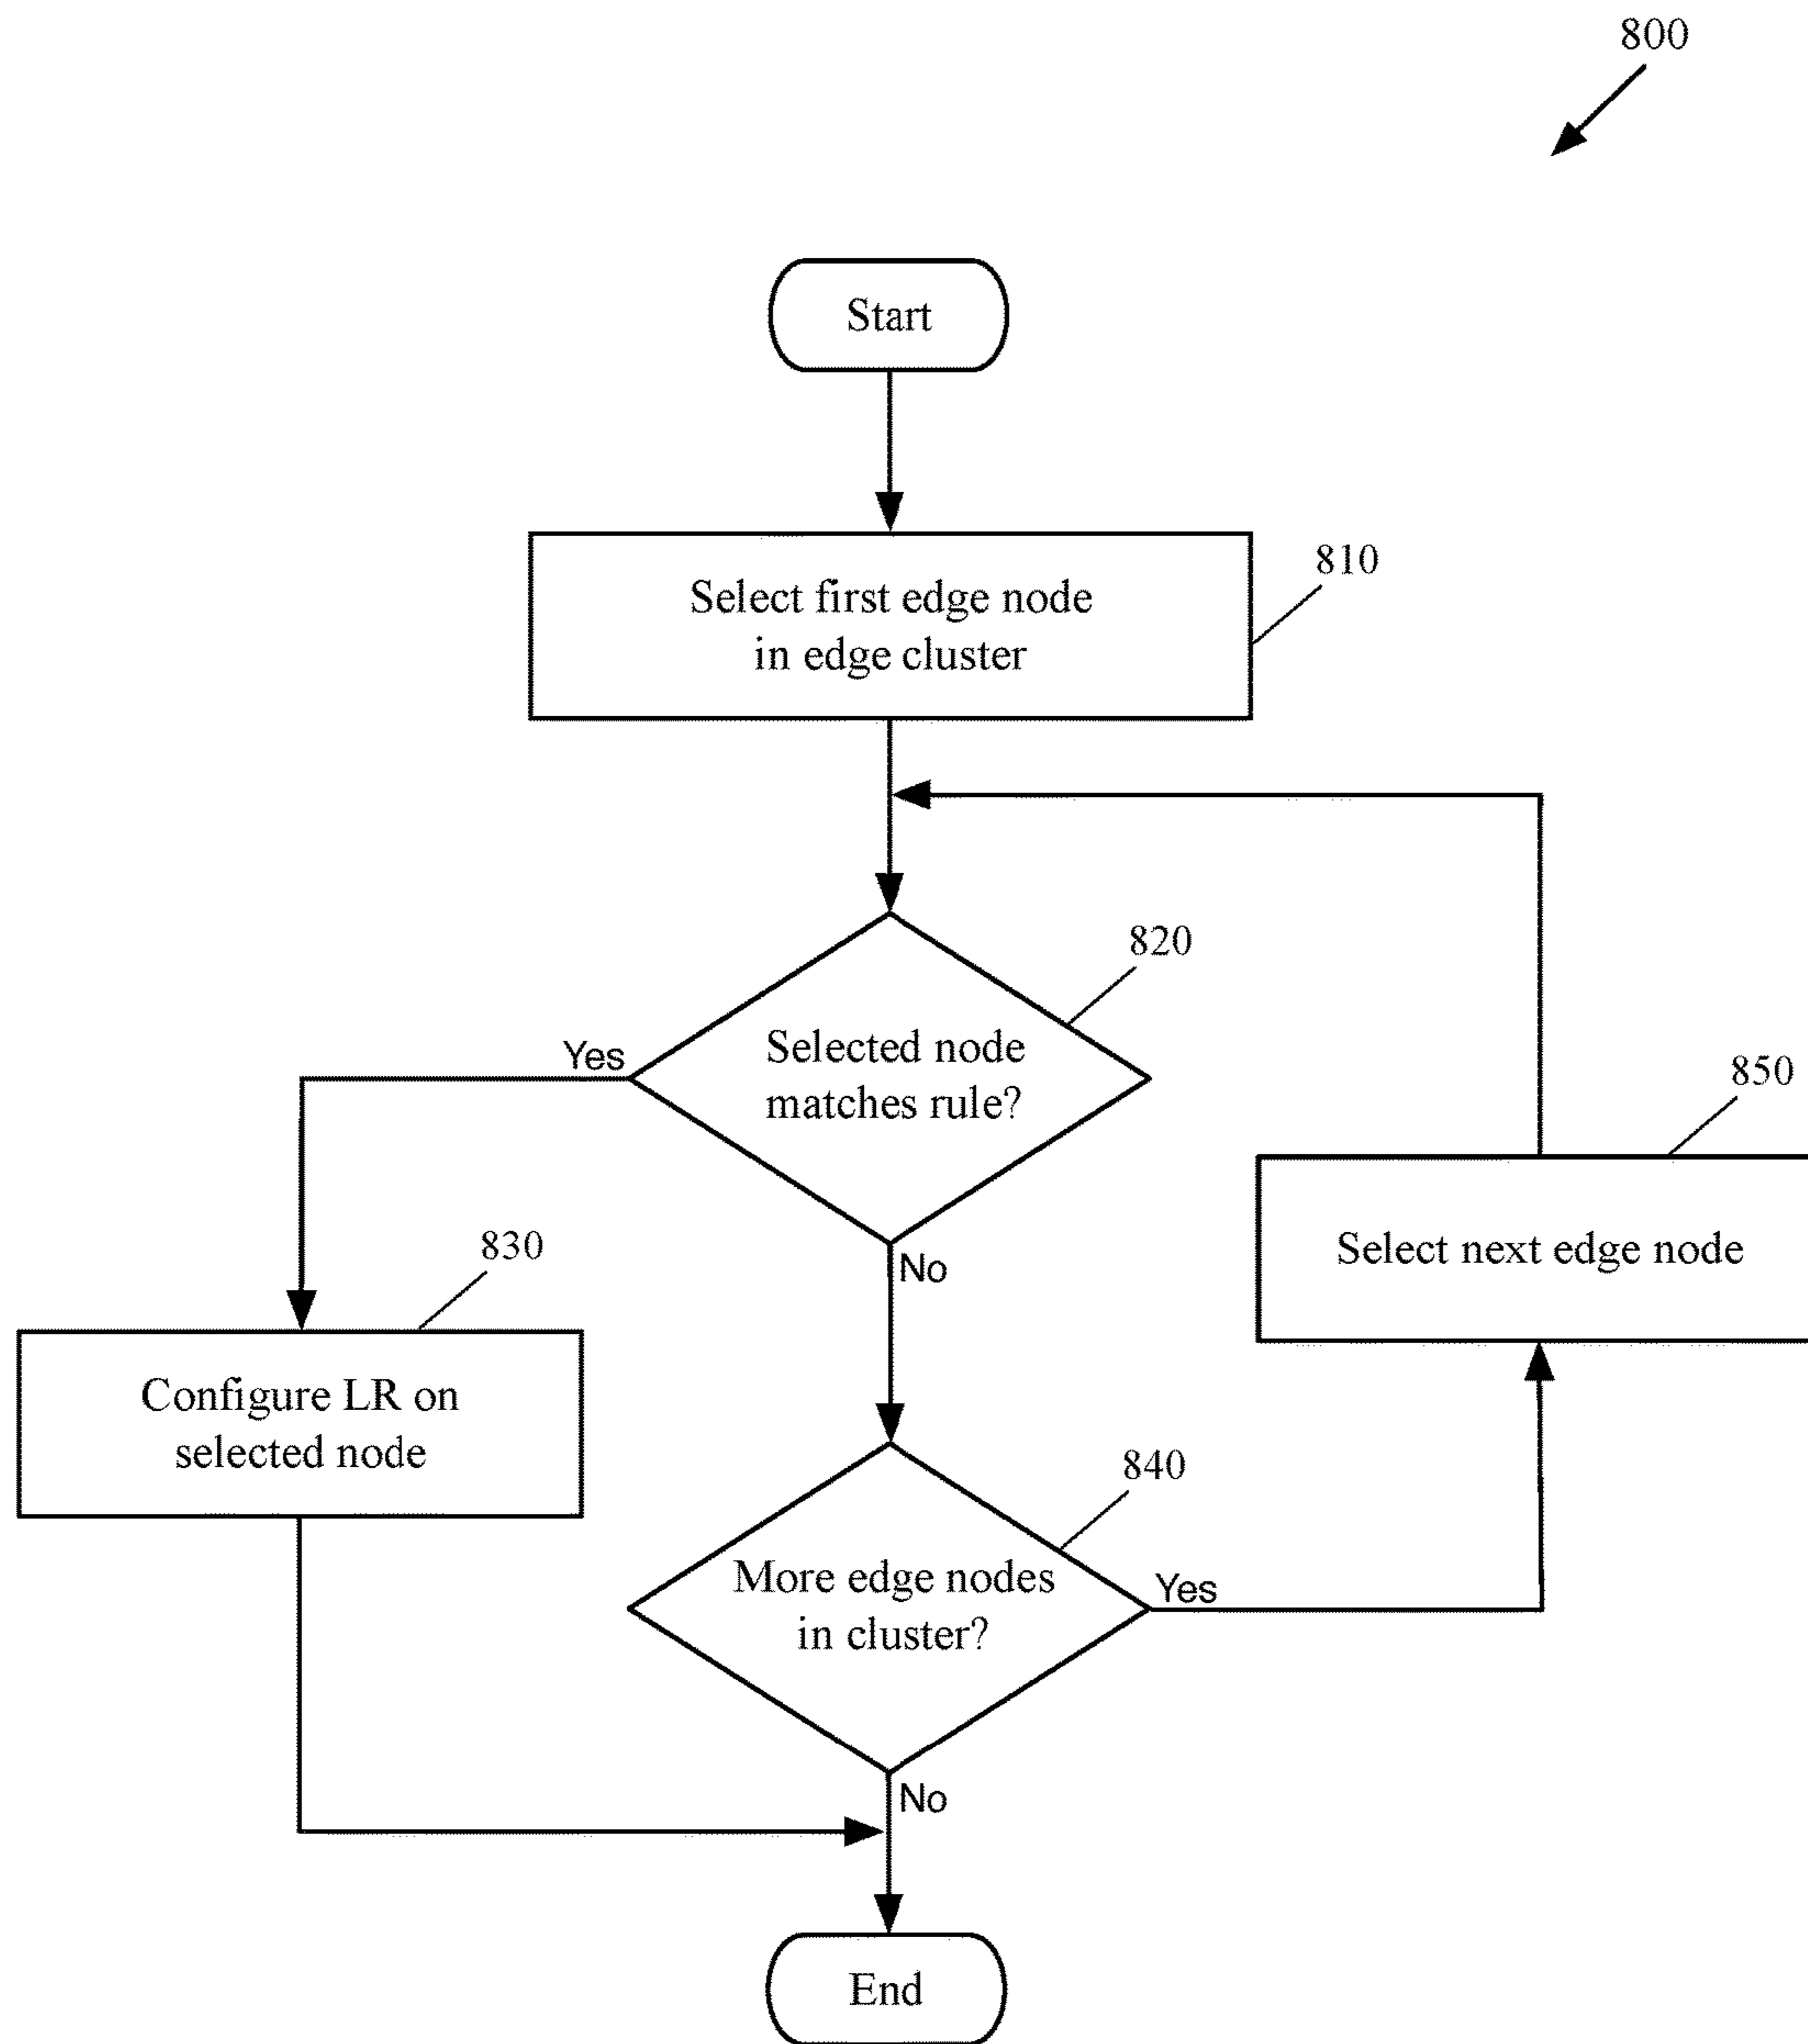 800
Start
810
Select first edge node
in edge cluster
820
Selected node
matches rule?
Yes
850
Select next edge node
830
No
Configure LR on
selected node
840
More edge nodes
in cluster?
Yes
No
End